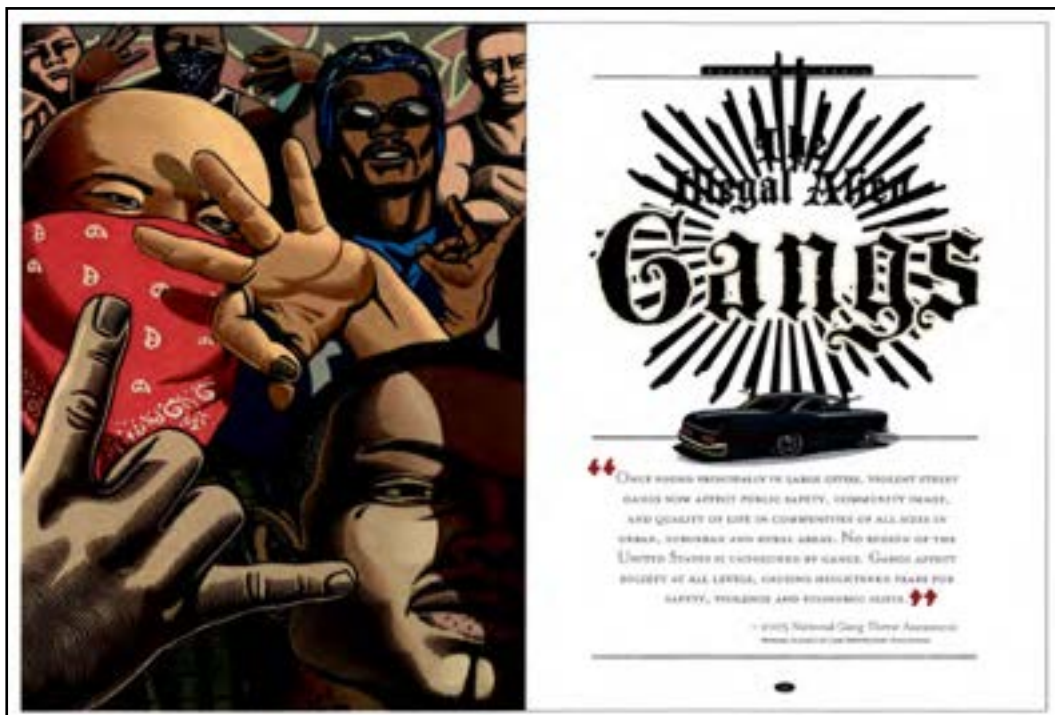 The
Illegal Alien
Gangs
“ONCE FOUND PRINCIPALLY IN LARGE CITIES, VIOLENT STREET
GANGS NOW AFFECT PUBLIC SAFETY, COMMUNITY IMAGE,
AND QUALITY OF LIFE IN COMMUNITIES OF ALL SIZES IN
URBAN, SUBURBAN AND RURAL AREAS. NO REGION OF THE
UNITED STATES IS UNTOUCHED BY GANGS. GANGS AFFECT
SOCIETY AT ALL LEVELS, CAUSING HEIGHTENED FEARS FOR
SAFETY, VIOLENCE AND ECONOMIC COSTS.”
~ 2005 National Gang Threat Assessment